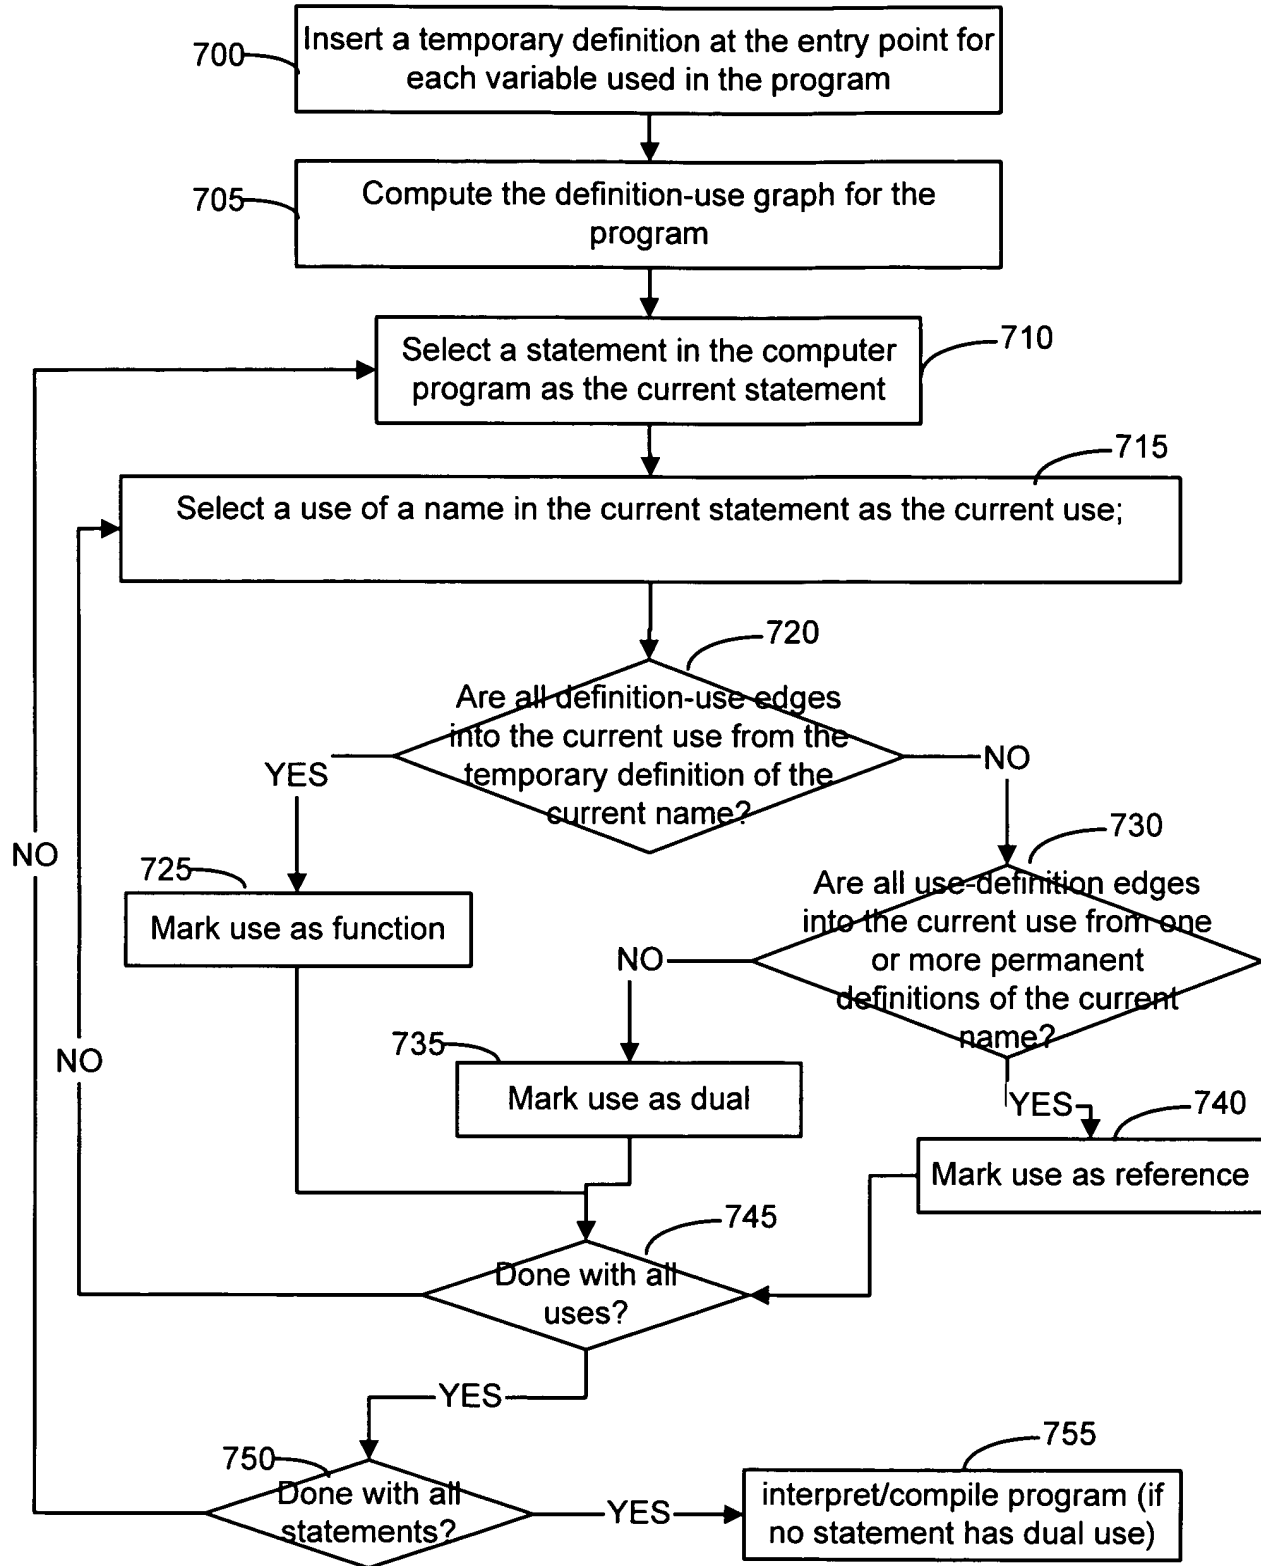 Insert a temporary definition at the entry point for
each variable used in the program
700
Compute the definition-use graph for the
program
705
Select a statement in the computer
program as the current statement
710
715
Select a use of a name in the current statement as the current use;
720
Are all definition-use edges
into the current use from the
temporary definition of the
current name?
YES
NO
725
Mark use as function
730
Are all use-definition edges
into the current use from one
or more permanent
definitions of the current
name?
NO
NO
NO
735
Mark use as dual
YES
740
Mark use as reference
745
Done with all
uses?
YES
750
Done with all
statements?
YES
755
interpret/compile program (if
no statement has dual use)